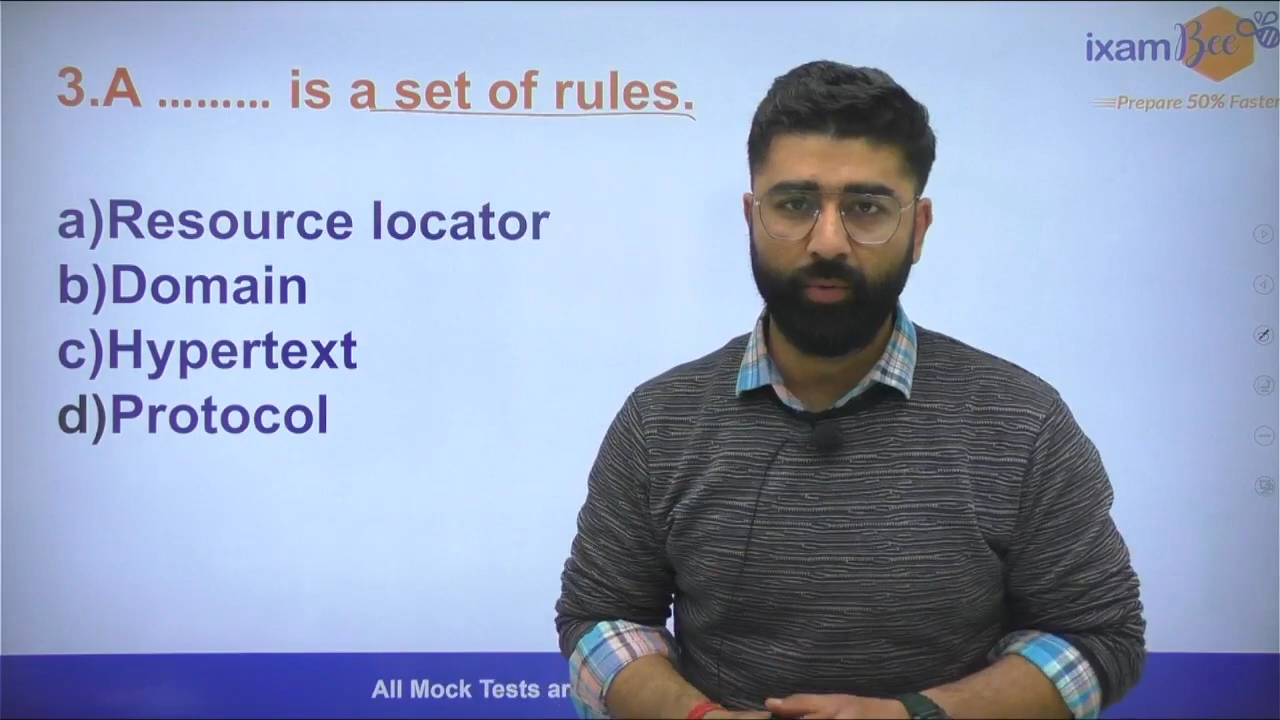 ixamBee
Prepare 50% Faster
3.A ......... is a set of rules.
a)Resource locator
b)Domain
c)Hypertext
d)Protocol
All Mock Tests ar